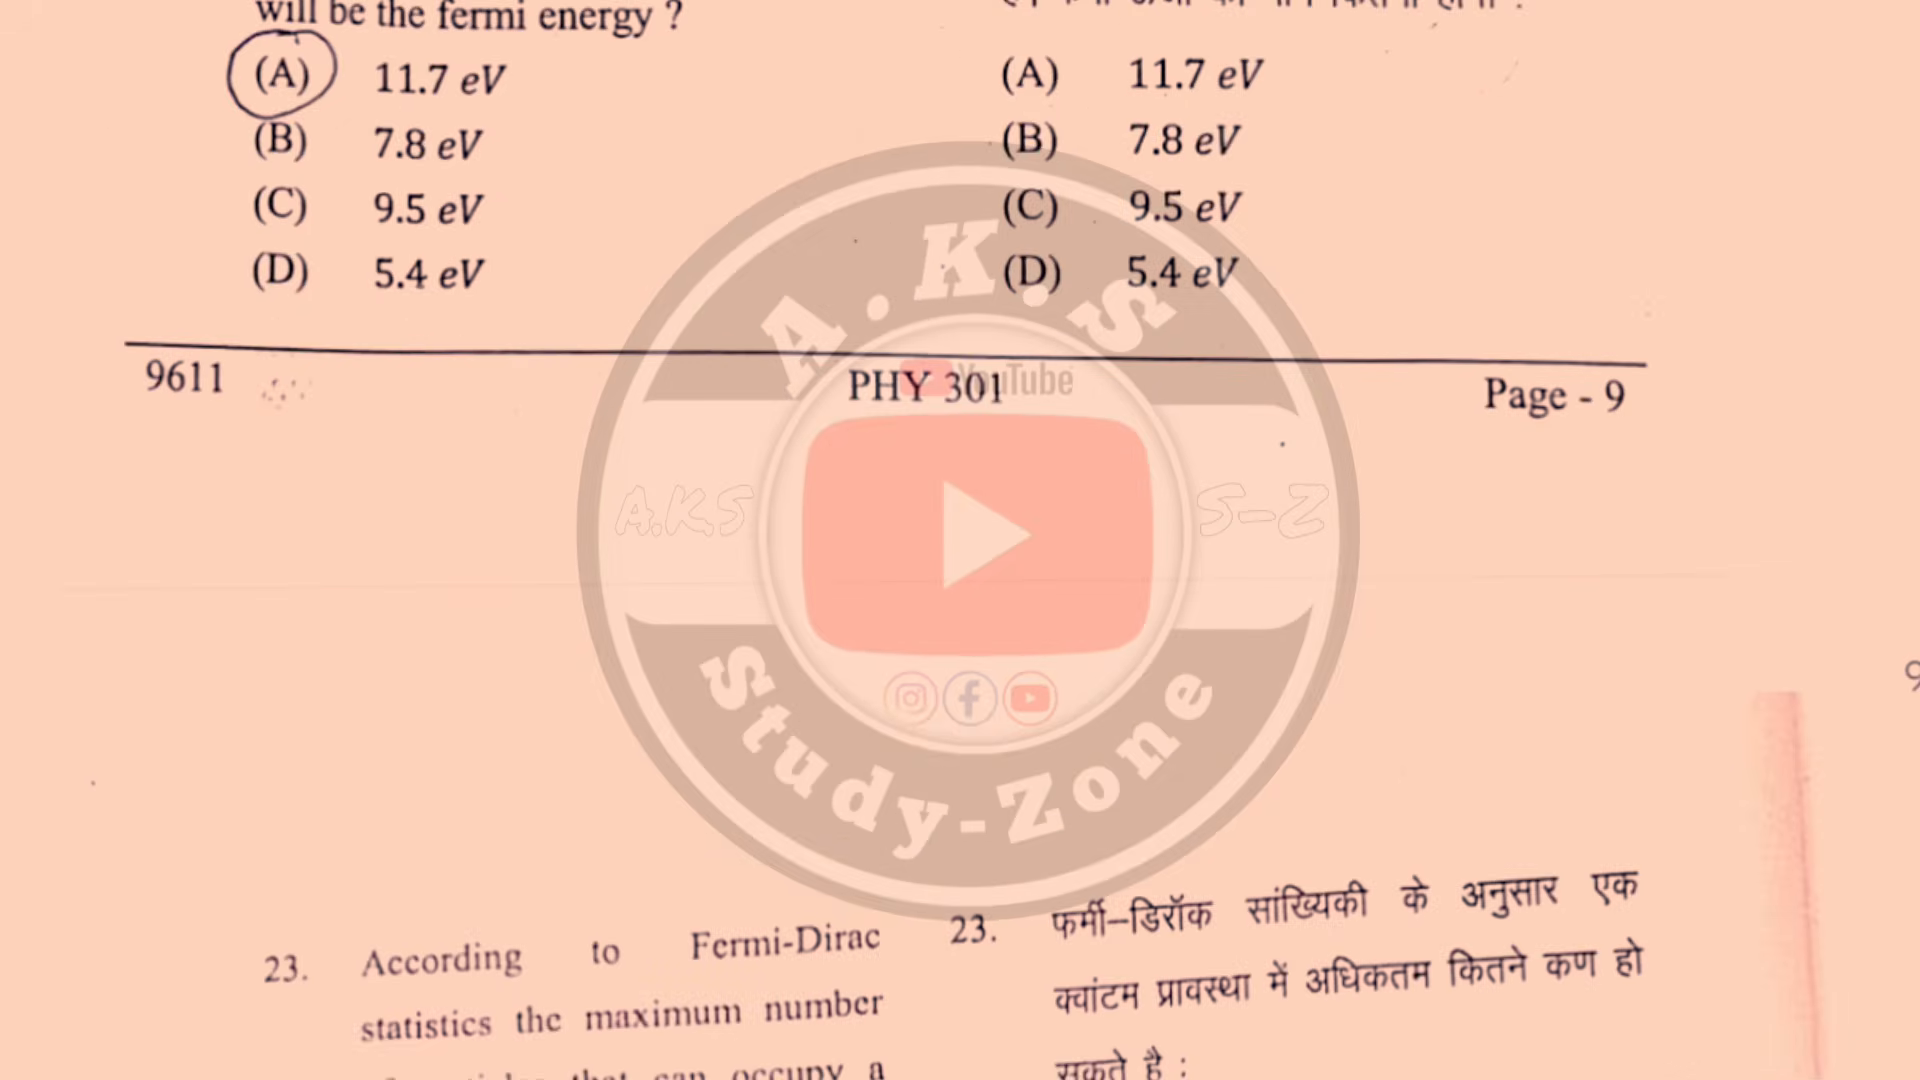 will be the fermi energy ?
(A) 11.7 eV
(B) 7.8 eV
(C) 9.5 eV
(D) 5.4 eV
(A) 11.7 eV
(B) 7.8 eV
(C) 9.5 eV
(D) 5.4 eV
9611 PHY 301 Page - 9
A.K.S
YouTube
A.K.S S-Z
Study-Zone
23. According to Fermi-Dirac
statistics the maximum number
that can occupy a
23. फर्मी–डिरॉक सांख्यिकी के अनुसार एक
क्वांटम प्रावस्था में अधिकतम कितने कण हो
सकते है :